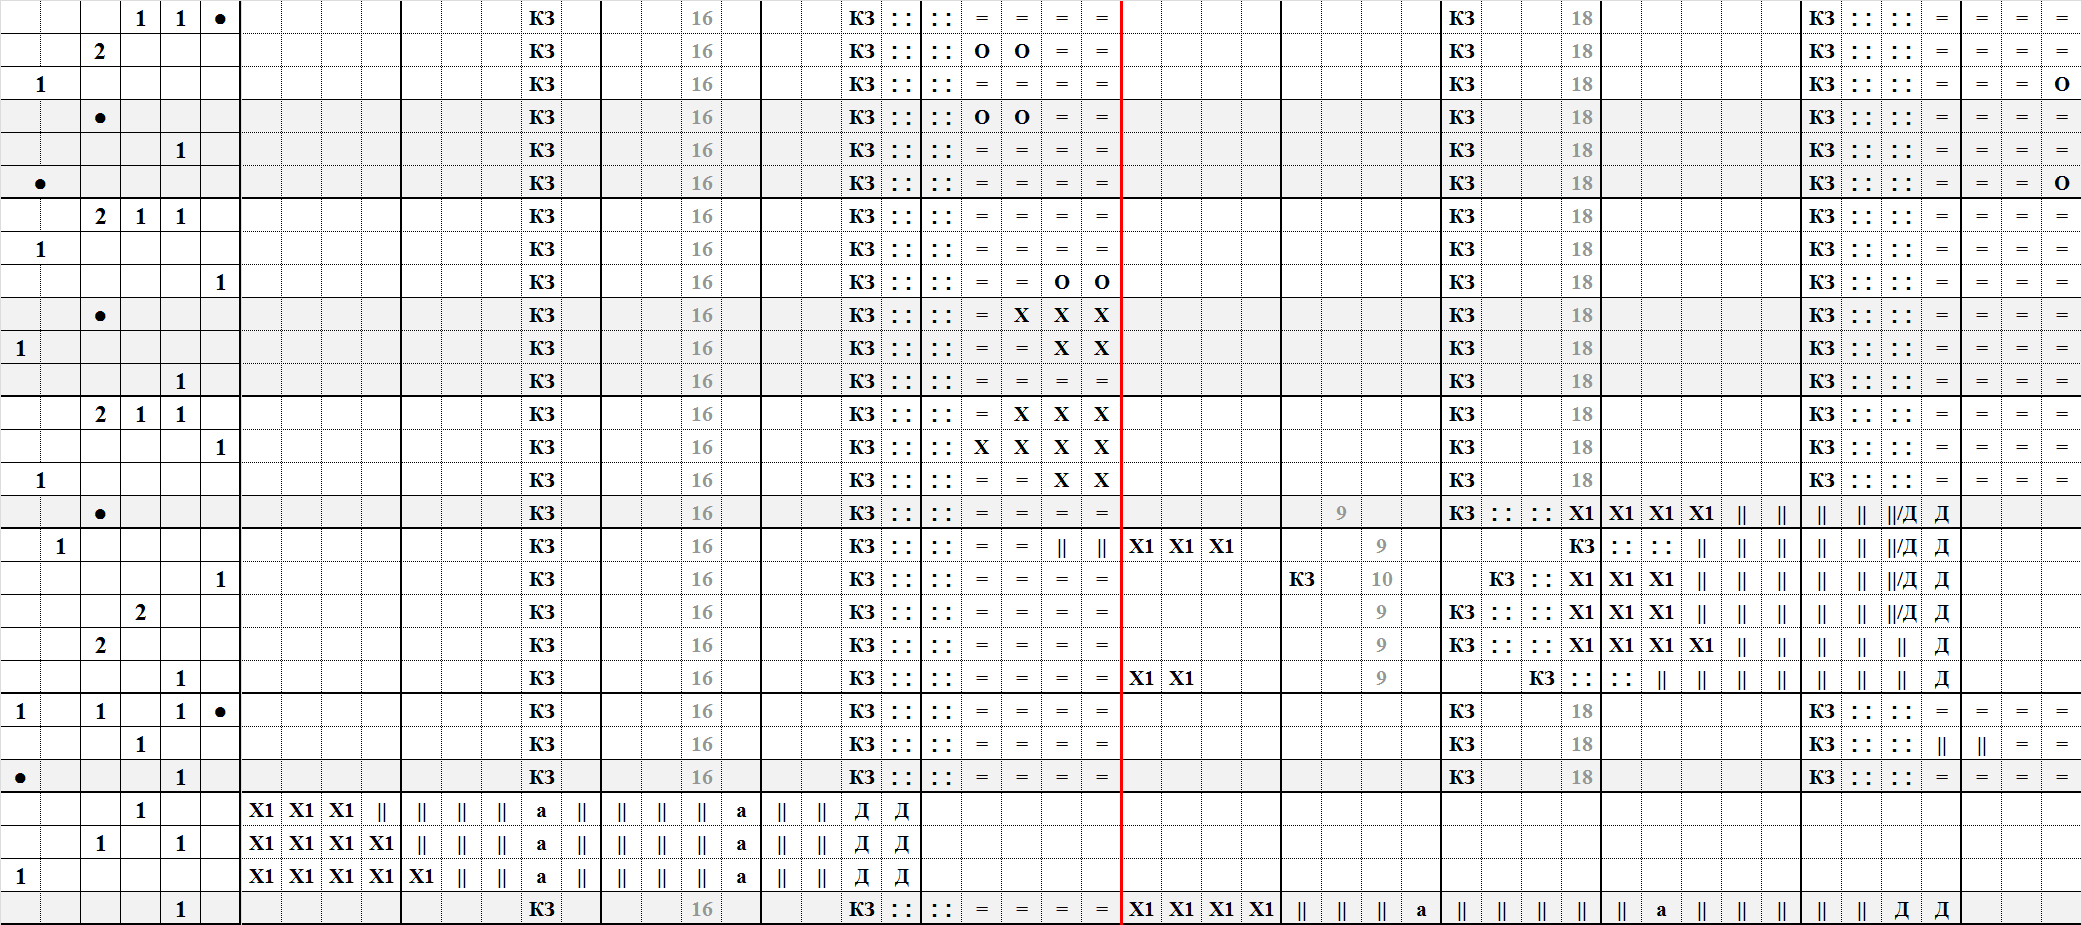 1 1 ● КЗ 16 КЗ :: :: = = = = КЗ 18 КЗ :: :: = = = =
2 КЗ 16 КЗ :: :: О О = = КЗ 18 КЗ :: :: = = = =
1 КЗ 16 КЗ :: :: = = = = КЗ 18 КЗ :: :: = = = О
● КЗ 16 КЗ :: :: О О = = КЗ 18 КЗ :: :: = = = =
1 КЗ 16 КЗ :: :: = = = = КЗ 18 КЗ :: :: = = = =
● КЗ 16 КЗ :: :: = = = = КЗ 18 КЗ :: :: = = = О
2 1 1 КЗ 16 КЗ :: :: = = = = КЗ 18 КЗ :: :: = = = =
1 КЗ 16 КЗ :: :: = = = = КЗ 18 КЗ :: :: = = = =
1 КЗ 16 КЗ :: :: = = О О КЗ 18 КЗ :: :: = = = =
● КЗ 16 КЗ :: :: = Х Х Х КЗ 18 КЗ :: :: = = = =
1 КЗ 16 КЗ :: :: = = Х Х КЗ 18 КЗ :: :: = = = =
1 КЗ 16 КЗ :: :: = = = = КЗ 18 КЗ :: :: = = = =
2 1 1 КЗ 16 КЗ :: :: = Х Х Х КЗ 18 КЗ :: :: = = = =
1 КЗ 16 КЗ :: :: Х Х Х Х КЗ 18 КЗ :: :: = = = =
1 КЗ 16 КЗ :: :: = = Х Х КЗ 18 КЗ :: :: = = = =
● КЗ 16 КЗ :: :: = = = = 9 КЗ :: :: Х1 Х1 Х1 Х1 || || || || ||/Д Д
1 КЗ 16 КЗ :: :: = = || || Х1 Х1 Х1 9 КЗ :: :: || || || || || ||/Д Д
1 КЗ 16 КЗ :: :: = = = = КЗ 10 КЗ :: Х1 Х1 Х1 || || || || || ||/Д Д
2 КЗ 16 КЗ :: :: = = = = 9 КЗ :: :: Х1 Х1 Х1 || || || || || ||/Д Д
2 КЗ 16 КЗ :: :: = = = = 9 КЗ :: :: Х1 Х1 Х1 Х1 || || || || || Д
1 КЗ 16 КЗ :: :: = = = = Х1 Х1 9 КЗ :: :: || || || || || || || Д
1 1 1 ● КЗ 16 КЗ :: :: = = = = КЗ 18 КЗ :: :: = = = =
1 КЗ 16 КЗ :: :: = = = = КЗ 18 КЗ :: :: || || = =
● 1 КЗ 16 КЗ :: :: = = = = КЗ 18 КЗ :: :: = = = =
1 Х1 Х1 Х1 || || || || а || || || || а || || Д Д
1 1 Х1 Х1 Х1 Х1 || || || а || || || || а || || Д Д
1 Х1 Х1 Х1 Х1 Х1 || || а || || || || а || || Д Д
1 КЗ 16 КЗ :: :: = = = = Х1 Х1 Х1 Х1 || || || а || || || || || а || || || || || Д Д